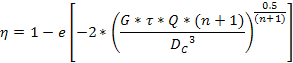 η = 1 − e [−2 * (G * τ * Q * (n + 1) / D_C^3)^(0.5/(n+1))]